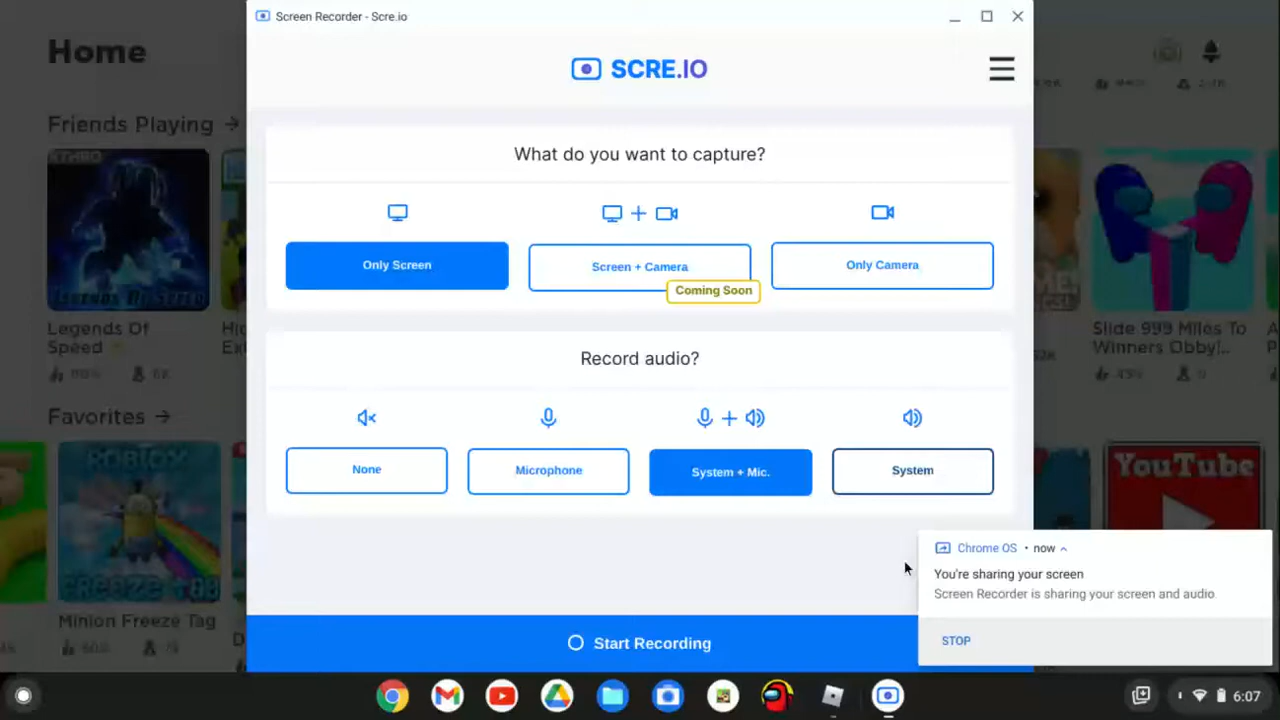 Screen Recorder - Scre.io
Home
SCRE.IO
Friends Playing
What do you want to capture?
Only Screen
Screen + Camera
Only Camera
Coming Soon
Legends Of
Speed
Slide 999 Miles To
Winners Obby!..
Record audio?
Favorites
None
Microphone
System + Mic.
System
ROBLOX
YouTube
FREEZE TAG
Minion Freeze Tag
Chrome OS • now
You're sharing your screen
Screen Recorder is sharing your screen and audio
STOP
Start Recording
6:07